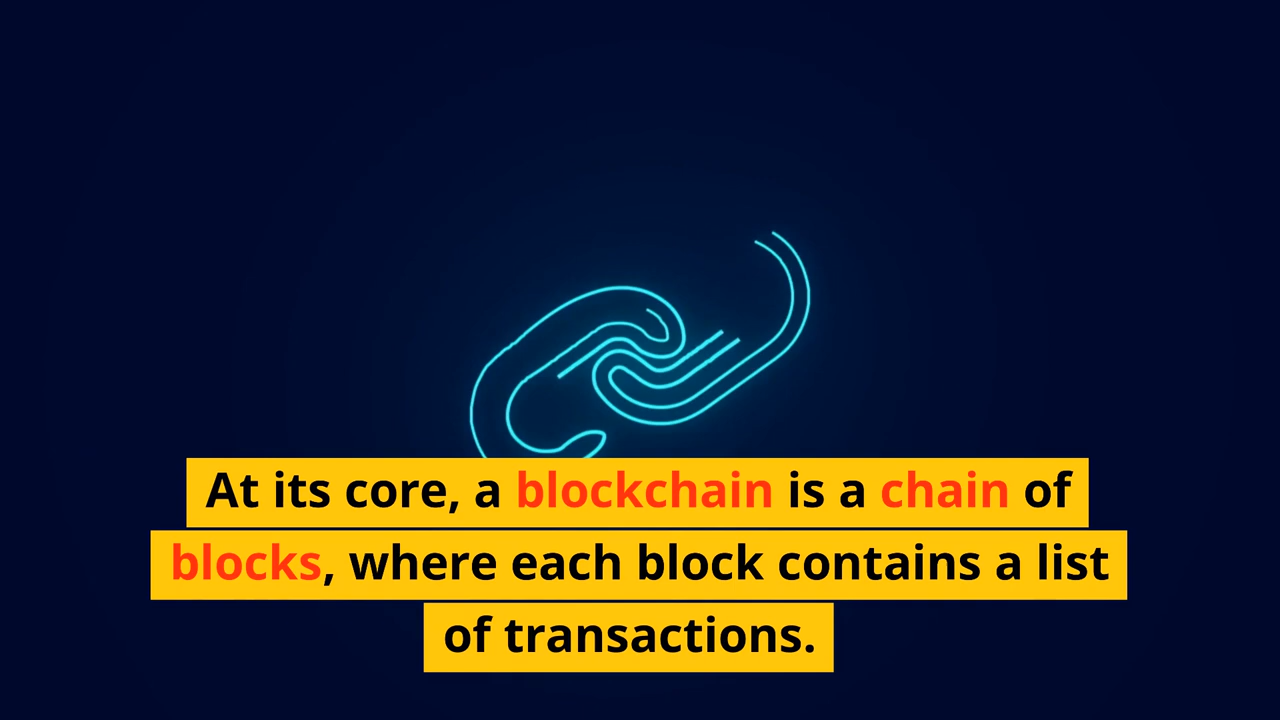 At its core, a blockchain is a chain of
blocks, where each block contains a list
of transactions.